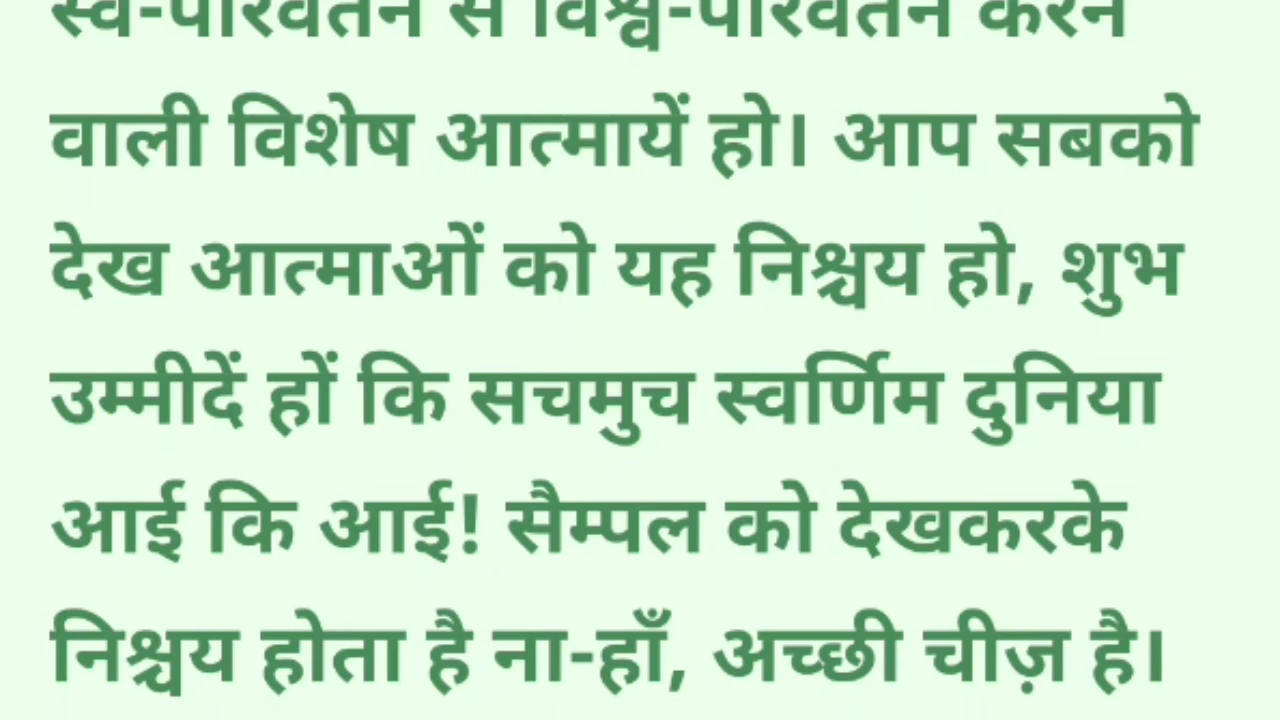 स्व-परिवर्तन से विश्व-परिवर्तन करने
वाली विशेष आत्मायें हो। आप सबको
देख आत्माओं को यह निश्चय हो, शुभ
उम्मीदें हों कि सचमुच स्वर्णिम दुनिया
आई कि आई! सैम्पल को देखकरके
निश्चय होता है ना-हाँ, अच्छी चीज़ है।